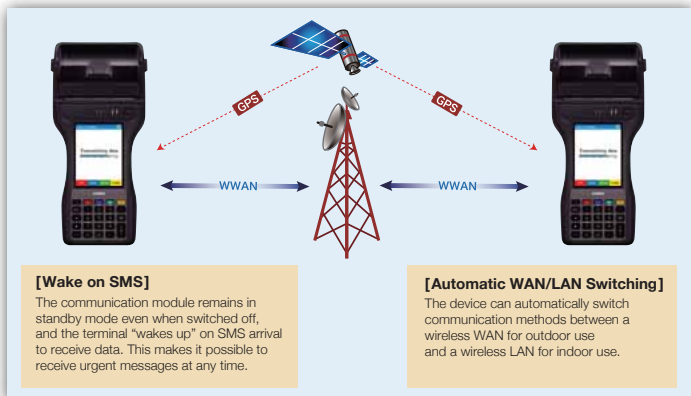 GPS
GPS
WWAN
WWAN
[Wake on SMS]
The communication module remains in
standby mode even when switched off,
and the terminal “wakes up” on SMS arrival
to receive data. This makes it possible to
receive urgent messages at any time.
[Automatic WAN/LAN Switching]
The device can automatically switch
communication methods between a
wireless WAN for outdoor use
and a wireless LAN for indoor use.